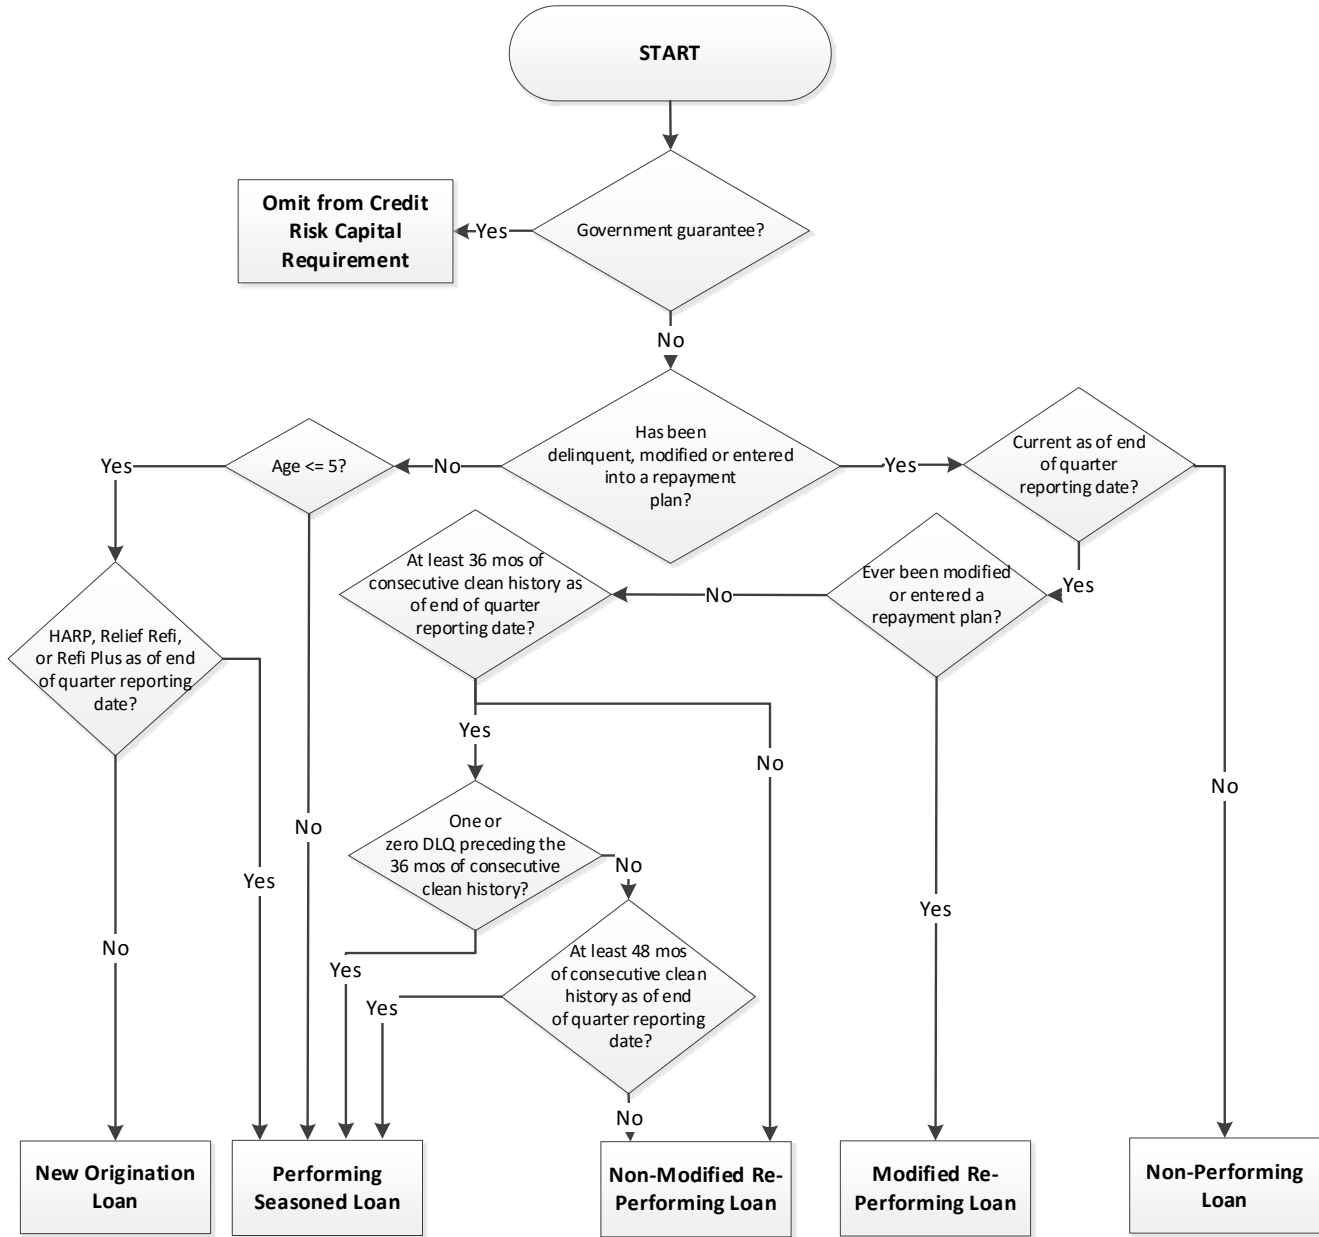 START
Omit from Credit
Risk Capital
Requirement
Yes
Government guarantee?
No
Has been
delinquent, modified or entered
into a repayment
plan?
Yes
Age <= 5?
No
Yes
Current as of end
of quarter
reporting date?
At least 36 mos of
consecutive clean history as
of end of quarter
reporting date?
No
Ever been modified
or entered a
repayment plan?
Yes
HARP, Relief Refi,
or Refi Plus as of end
of quarter reporting
date?
Yes
No
No
One or
zero DLQ preceding the
36 mos of consecutive
clean history?
No
No
Yes
Yes
No
Yes
Yes
At least 48 mos
of consecutive clean
history as of end
of quarter reporting
date?
No
New Origination
Loan
Performing
Seasoned Loan
Non-Modified Re-
Performing Loan
Modified Re-
Performing Loan
Non-Performing
Loan